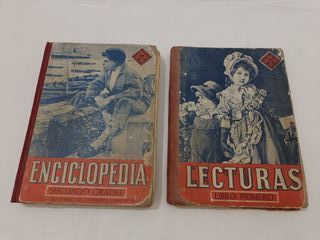 ENCICLOPEDIA
SEGUNDO GRADO
LECTURAS
LIBRO PRIMERO